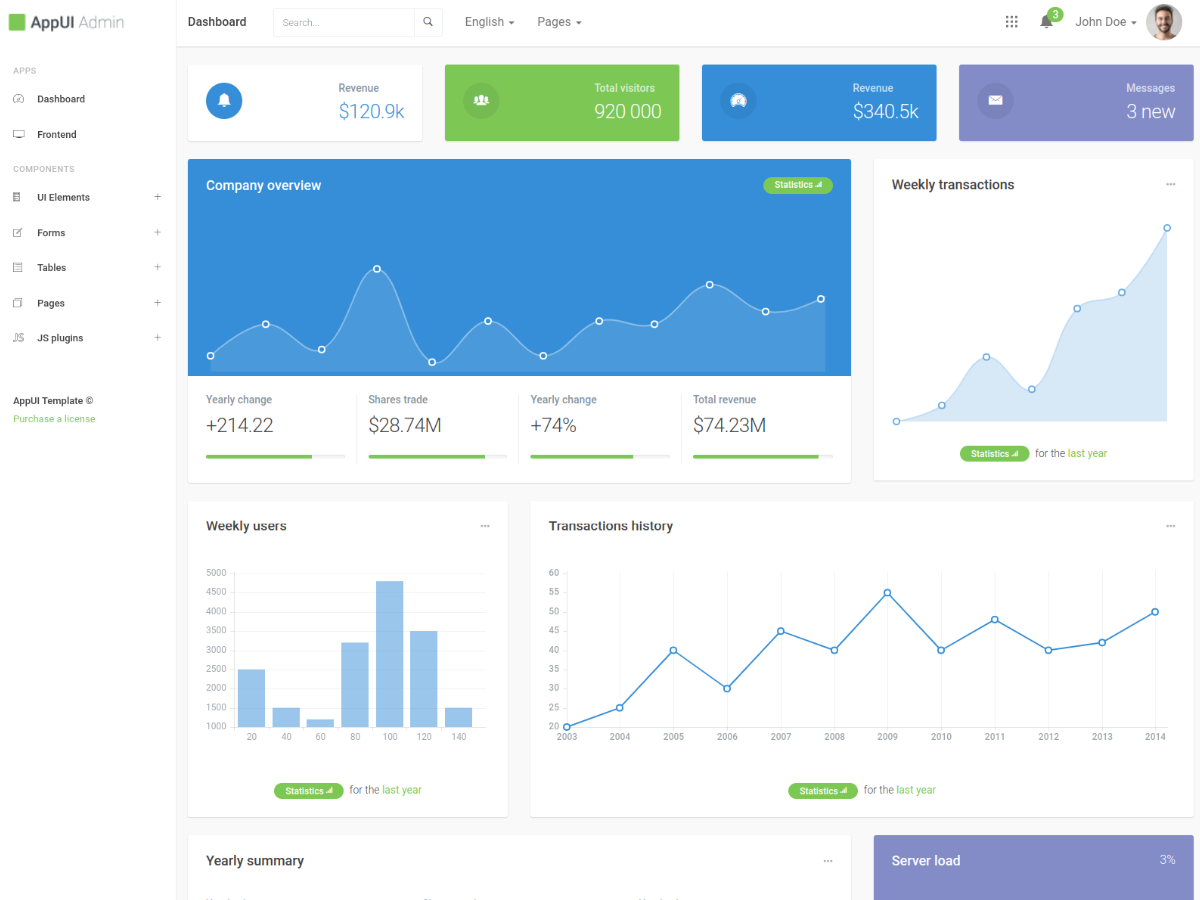 AppUI Admin
Dashboard
Search...
English
Pages
3
John Doe
APPS
Dashboard
Frontend
COMPONENTS
UI Elements +
Forms +
Tables +
Pages +
JS JS plugins +
AppUI Template ©
Purchase a license
Revenue
$120.9k
Total visitors
920 000
Revenue
$340.5k
Messages
3 new
Company overview
Statistics
Yearly change
+214.22
Shares trade
$28.74M
Yearly change
+74%
Total revenue
$74.23M
Weekly transactions
Statistics for the last year
Weekly users
5000
4500
4000
3500
3000
2500
2000
1500
1000
20 40 60 80 100 120 140
Statistics for the last year
Transactions history
60
55
50
45
40
35
30
25
20
2003 2004 2005 2006 2007 2008 2009 2010 2011 2012 2013 2014
Statistics for the last year
Yearly summary
Server load
3%